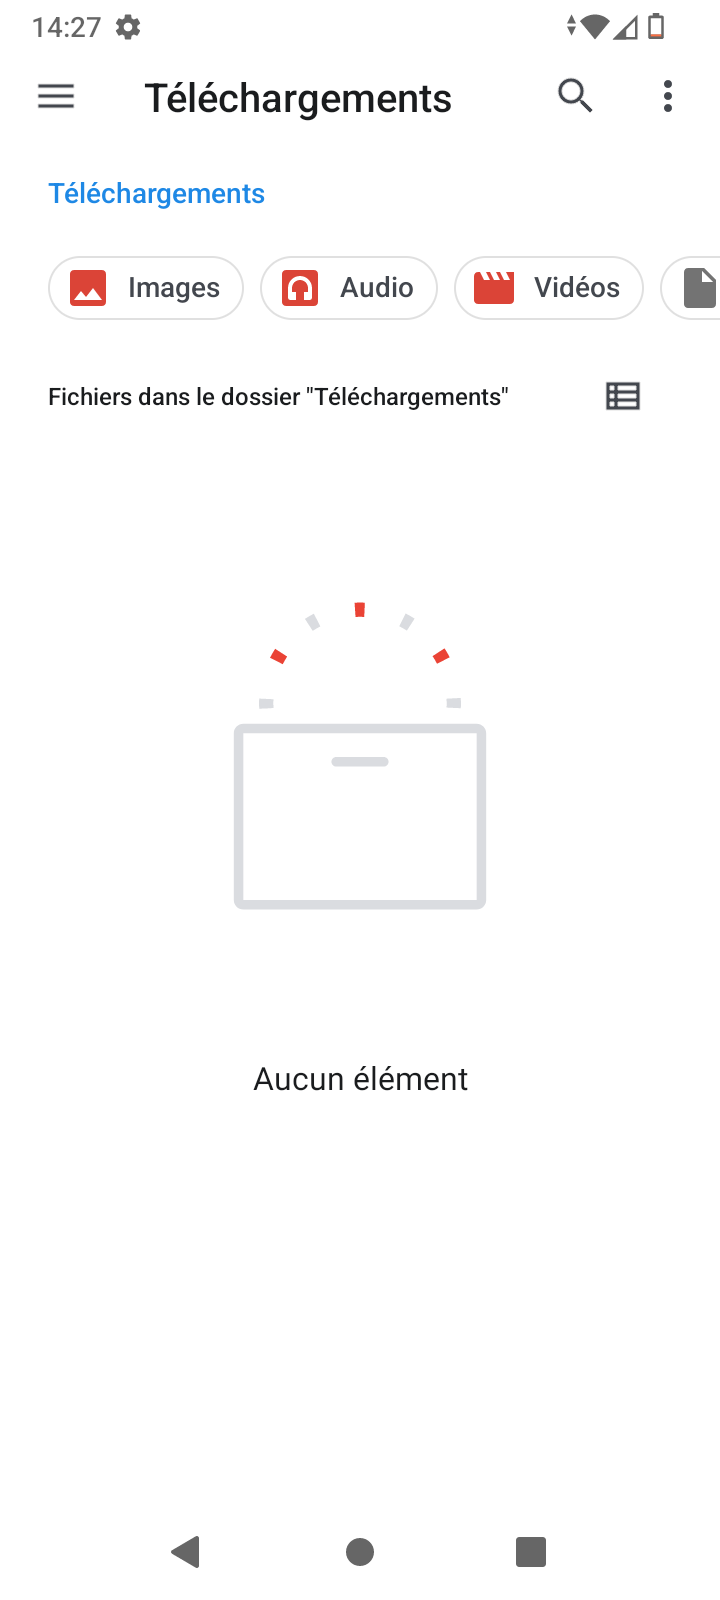 14:27
Téléchargements
Téléchargements
Images
Audio
Vidéos
Fichiers dans le dossier "Téléchargements"
Aucun élément